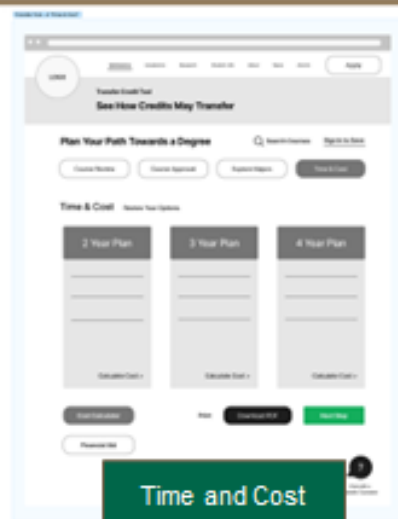 LOGO
Apply
Transfer Credit Tool
See How Credits May Transfer
Plan Your Path Towards a Degree
Search Courses
Sign In to Save
Course Review
Course Approval
Explore Majors
Time & Cost
Time & Cost
Review Your Options
2 Year Plan
3 Year Plan
4 Year Plan
Calculate Cost >
Calculate Cost >
Calculate Cost >
Cost Calculator
Print
Download PDF
Next Step
Financial Aid
?
Time and Cost